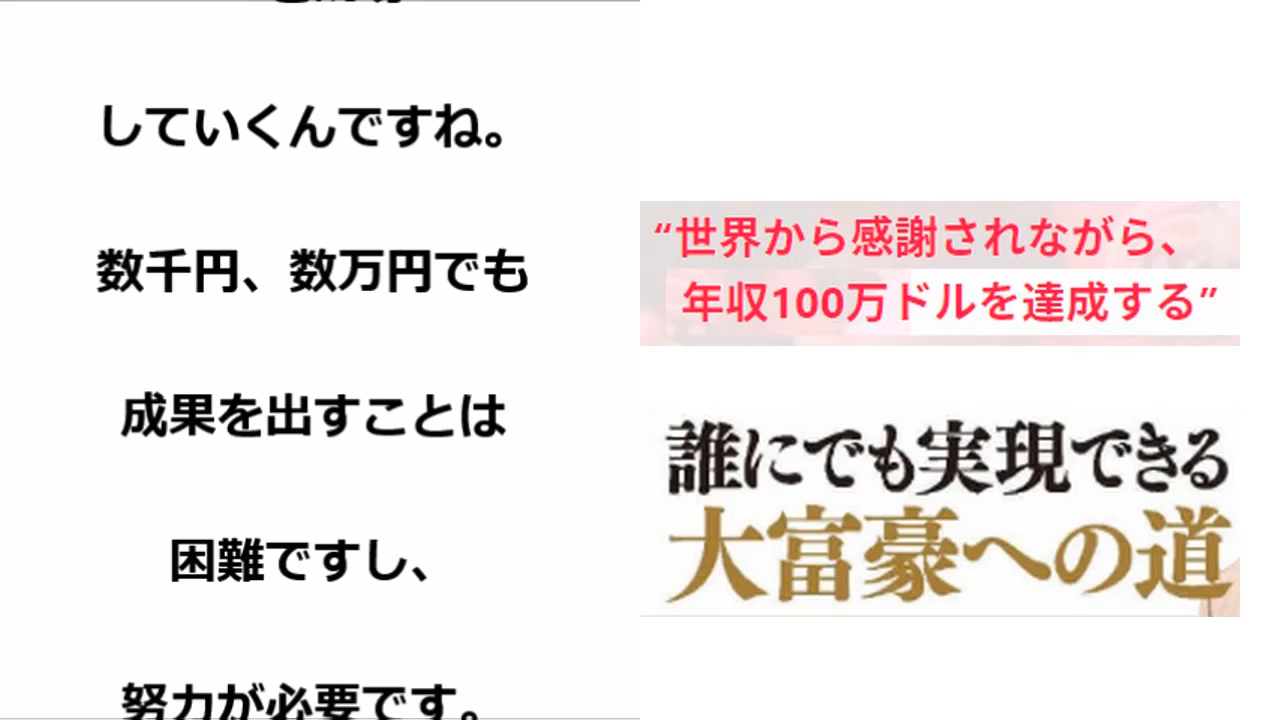 していくんですね。
数千円、数万円でも
成果を出すことは
困難ですし、
努力が必要です。
“世界から感謝されながら、
年収100万ドルを達成する”
誰にでも実現できる
大富豪への道